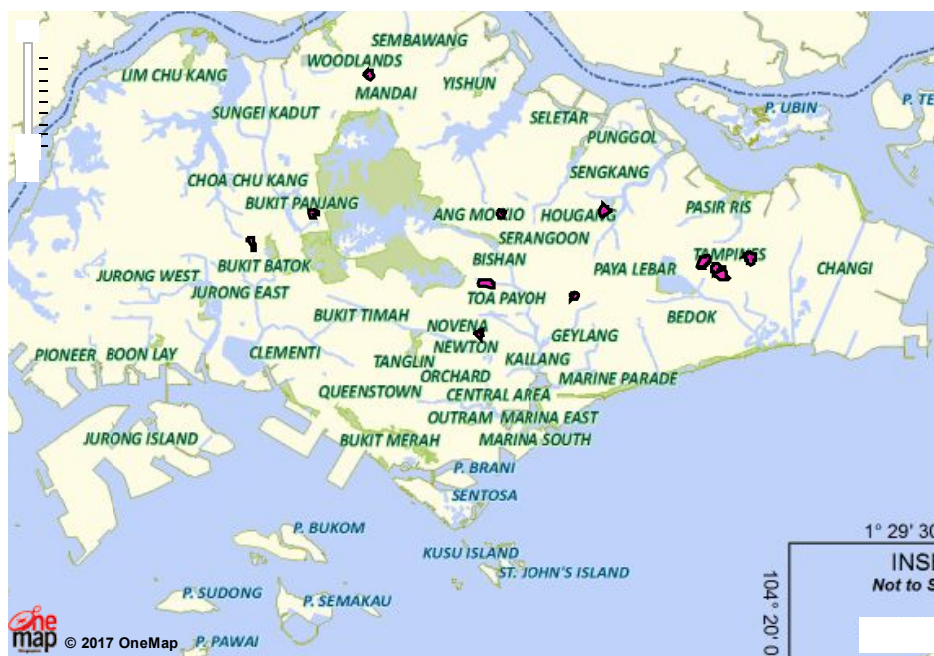 SEMBAWANG
WOODLANDS
LIM CHU KANG
MANDAI
YISHUN
P. UBIN
P. TE
SUNGEI KADUT
SELETAR
PUNGGOL
SENGKANG
CHOA CHU KANG
BUKIT PANJANG
ANG MO KIO
HOUGANG
PASIR RIS
SERANGOON
BISHAN
TAMPINES
BUKIT BATOK
PAYA LEBAR
CHANGI
JURONG WEST
JURONG EAST
TOA PAYOH
BUKIT TIMAH
NOVENA
BEDOK
GEYLANG
NEWTON
PIONEER
BOON LAY
CLEMENTI
TANGLIN
KALLANG
ORCHARD
MARINE PARADE
QUEENSTOWN
CENTRAL AREA
OUTRAM
MARINA EAST
JURONG ISLAND
BUKIT MERAH
MARINA SOUTH
P. BRANI
SENTOSA
P. BUKOM
1° 29' 30
KUSU ISLAND
INSE
ST. JOHN'S ISLAND
Not to S
104° 20' 0
P. SUDONG
P. SEMAKAU
One
map © 2017 OneMap
P. PAWAI